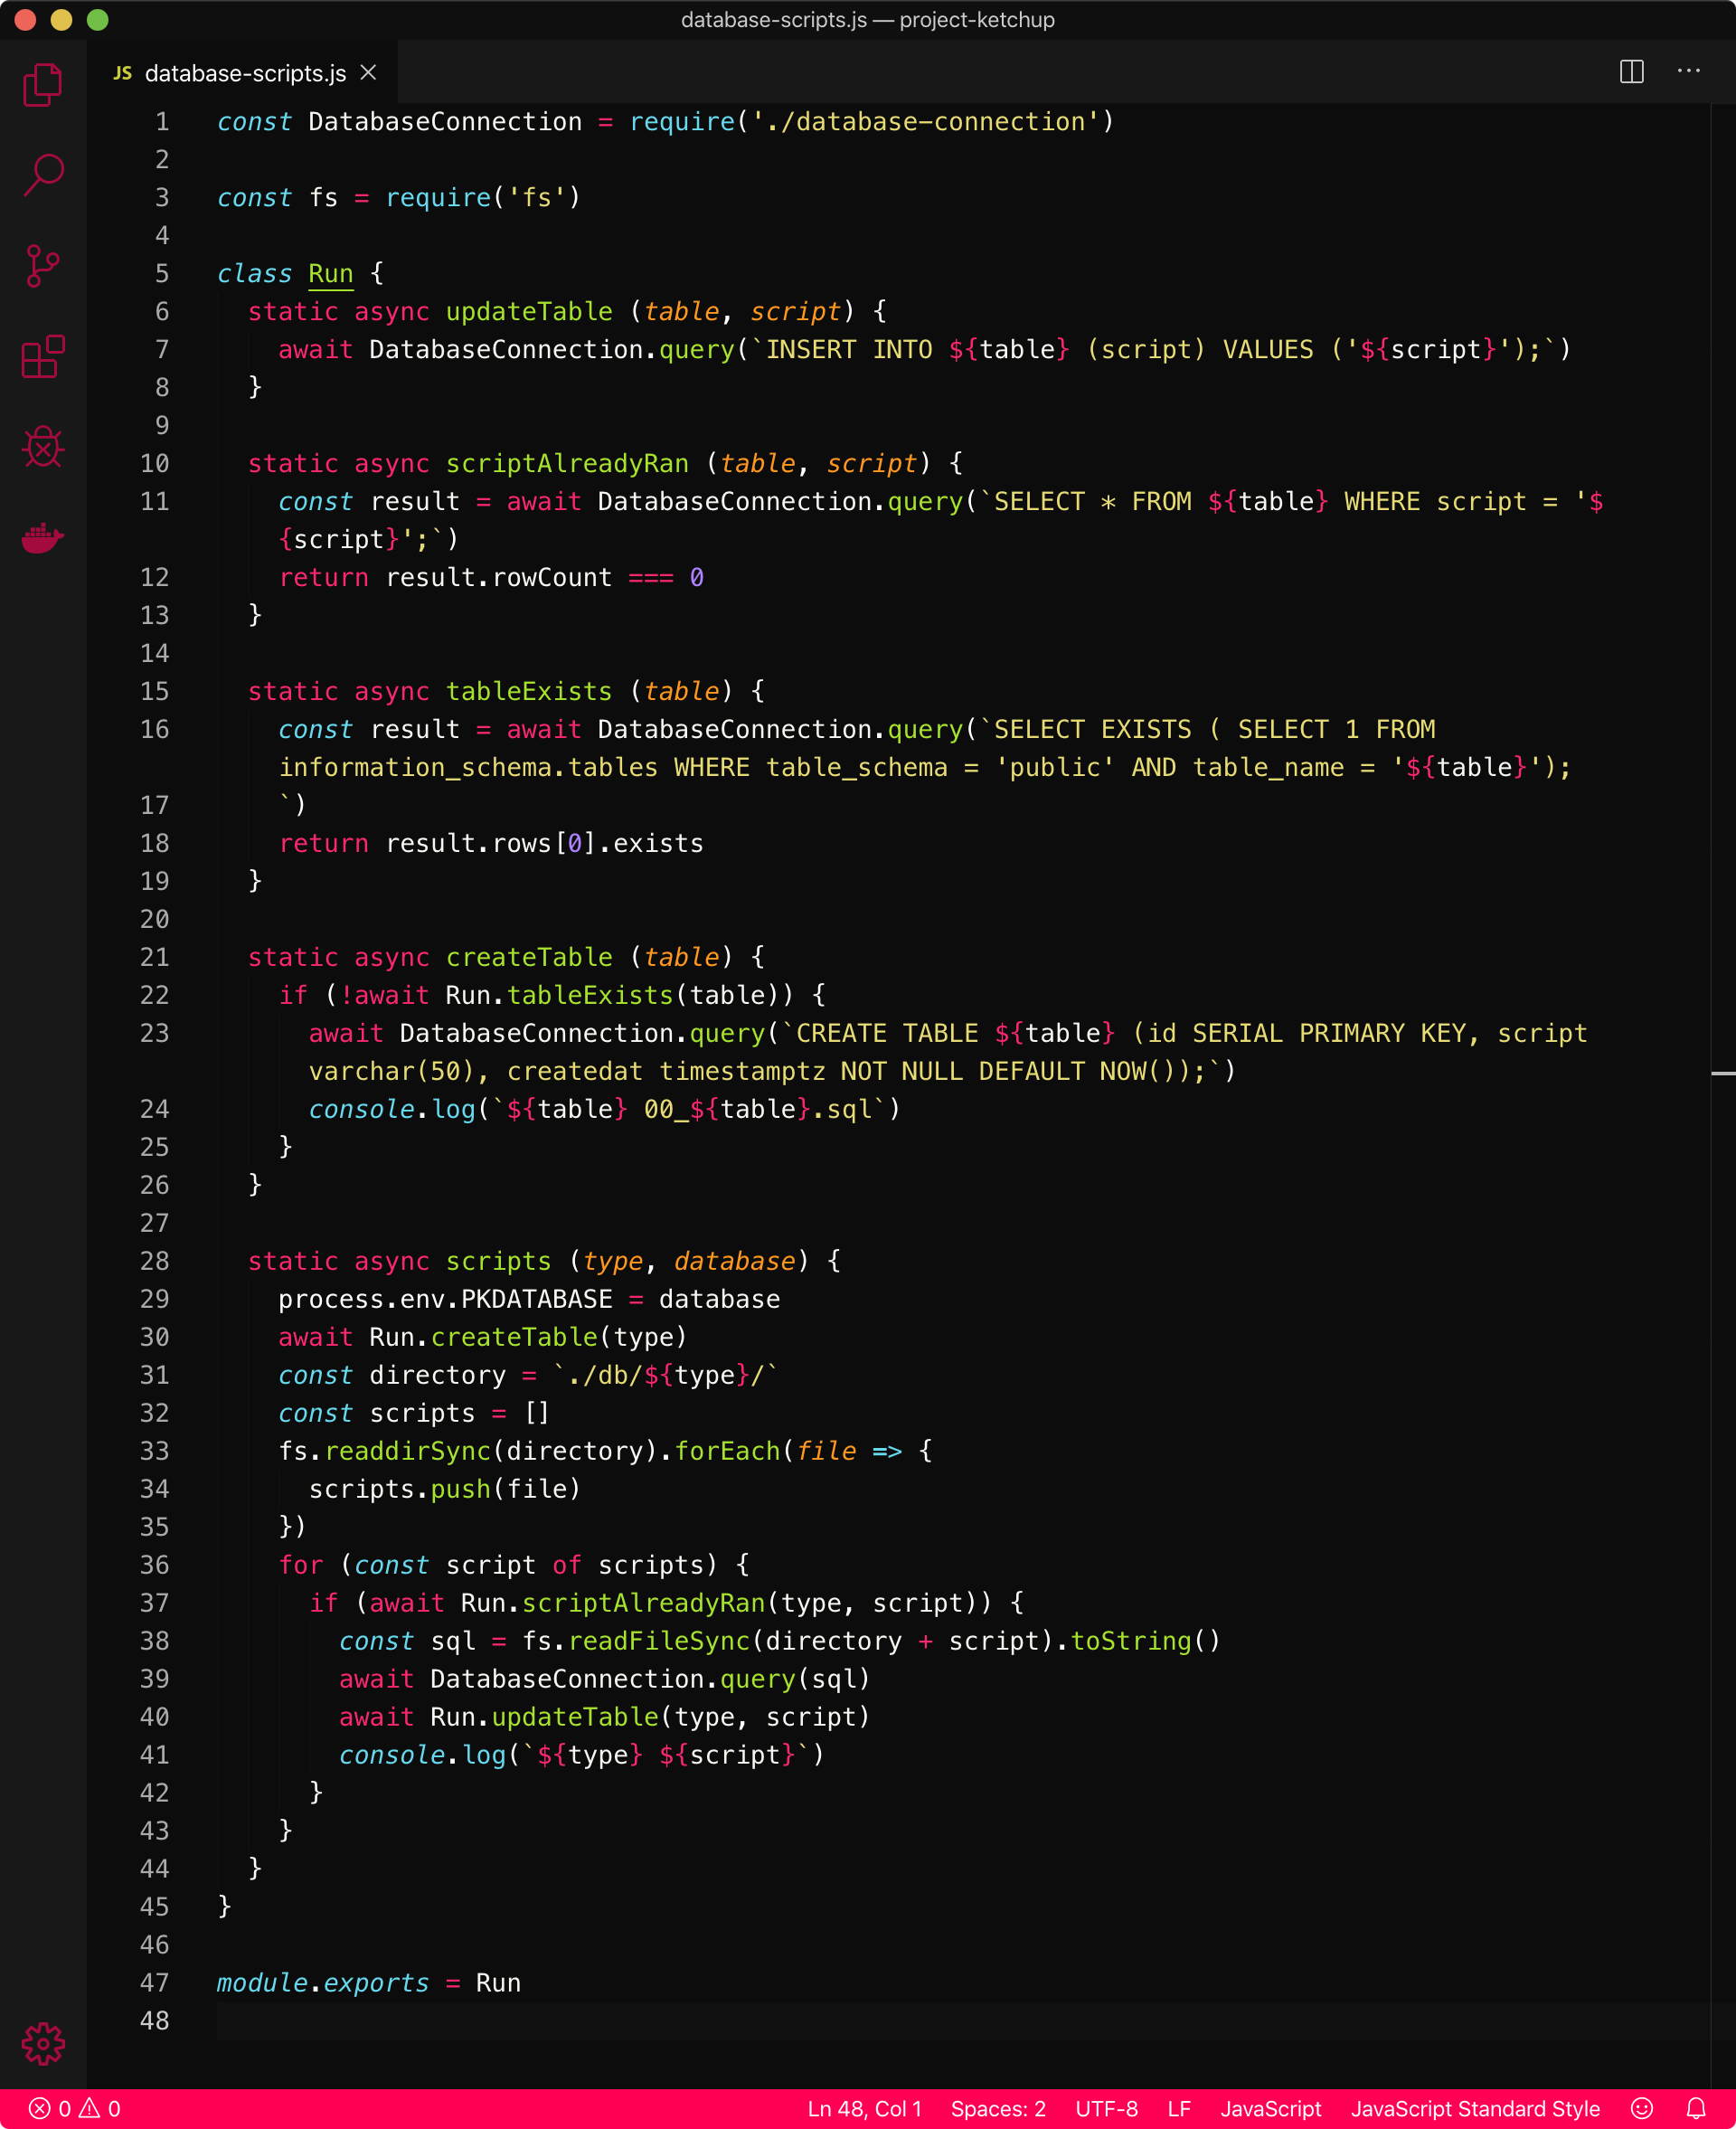 database-scripts.js — project-ketchup
JS database-scripts.js ×
1 const DatabaseConnection = require('./database-connection')
2
3 const fs = require('fs')
4
5 class Run {
6   static async updateTable (table, script) {
7     await DatabaseConnection.query(`INSERT INTO ${table} (script) VALUES ('${script}');`)
8   }
9
10   static async scriptAlreadyRan (table, script) {
11     const result = await DatabaseConnection.query(`SELECT * FROM ${table} WHERE script = '$
{script}';`)
12     return result.rowCount === 0
13   }
14
15   static async tableExists (table) {
16     const result = await DatabaseConnection.query(`SELECT EXISTS ( SELECT 1 FROM
information_schema.tables WHERE table_schema = 'public' AND table_name = '${table}');
17     `)
18     return result.rows[0].exists
19   }
20
21   static async createTable (table) {
22     if (!await Run.tableExists(table)) {
23       await DatabaseConnection.query(`CREATE TABLE ${table} (id SERIAL PRIMARY KEY, script
varchar(50), createdat timestamptz NOT NULL DEFAULT NOW());`)
24       console.log(`${table} 00_${table}.sql`)
25     }
26   }
27
28   static async scripts (type, database) {
29     process.env.PKDATABASE = database
30     await Run.createTable(type)
31     const directory = `./db/${type}/`
32     const scripts = []
33     fs.readdirSync(directory).forEach(file => {
34       scripts.push(file)
35     })
36     for (const script of scripts) {
37       if (await Run.scriptAlreadyRan(type, script)) {
38         const sql = fs.readFileSync(directory + script).toString()
39         await DatabaseConnection.query(sql)
40         await Run.updateTable(type, script)
41         console.log(`${type} ${script}`)
42       }
43     }
44   }
45 }
46
47 module.exports = Run
48
0 0 Ln 48, Col 1 Spaces: 2 UTF-8 LF JavaScript JavaScript Standard Style